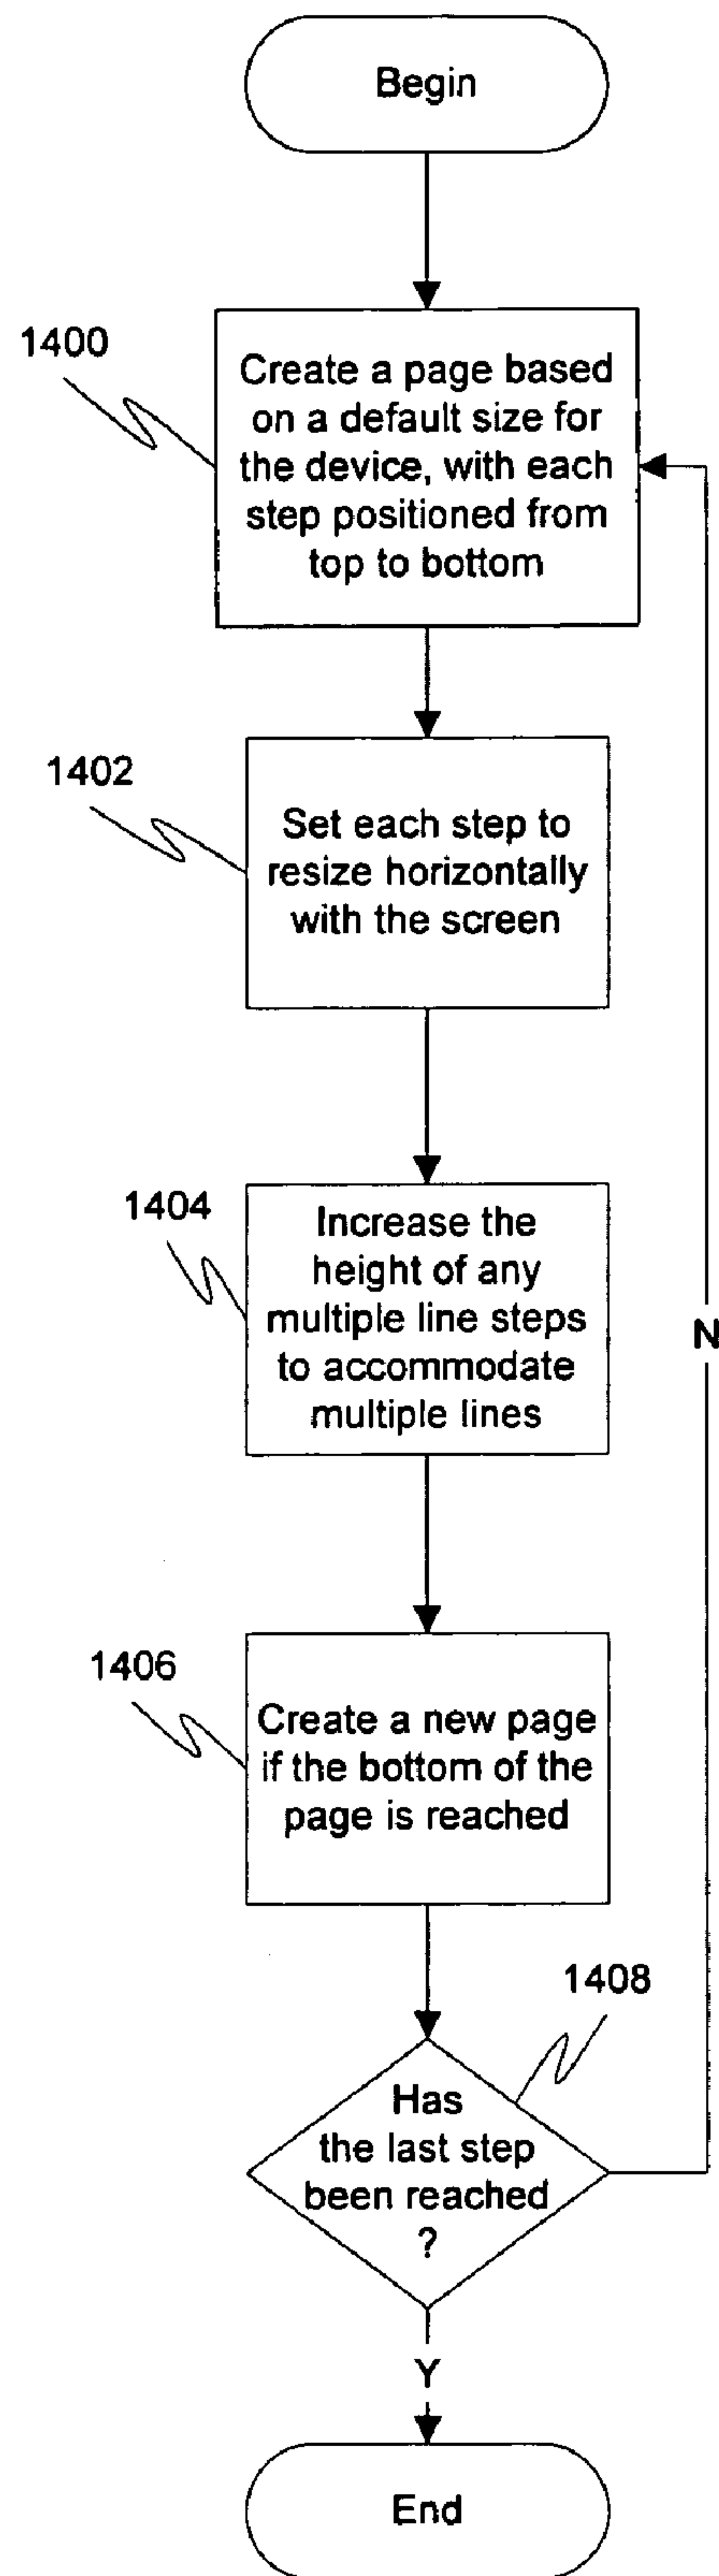 Begin
1400
Create a page based
on a default size for
the device, with each
step positioned from
top to bottom
1402
Set each step to
resize horizontally
with the screen
1404
Increase the
height of any
multiple line steps
to accommodate
multiple lines
N
1406
Create a new page
if the bottom of the
page is reached
1408
Has
the last step
been reached
?
Y
End